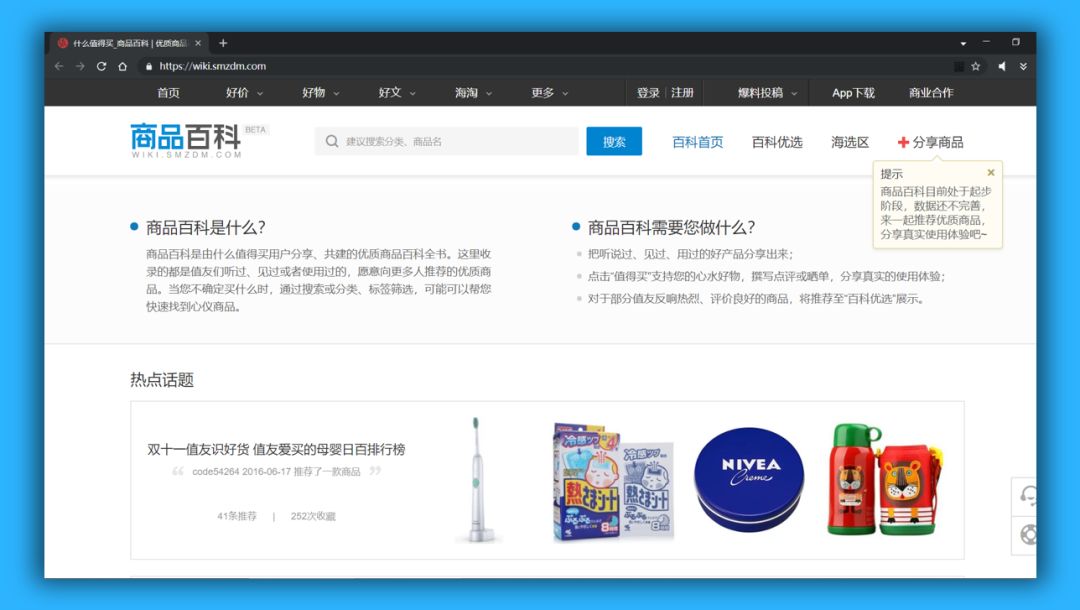 什么值得买_商品百科 | 优质商品
https://wiki.smzdm.com
首页 好价 好物 好文 海淘 更多 登录 注册 爆料投稿 App下载 商业合作
商品百科 BETA
WIKI.SMZDM.COM
建议搜索分类、商品名
搜索
百科首页 百科优选 海选区 分享商品
提示
商品百科目前处于起步
阶段，数据还不完善，
来一起推荐优质商品，
分享真实使用体验吧~
商品百科是什么？
商品百科是由什么值得买用户分享、共建的优质商品百科全书。这里收
录的都是值友们听过、见过或者使用过的，愿意向更多人推荐的优质商
品。当您不确定买什么时，通过搜索或分类、标签筛选，可能可以帮您
快速找到心仪商品。
商品百科需要您做什么？
把听说过、见过、用过的好产品分享出来；
点击“值得买”支持您的心水好物，撰写点评或晒单，分享真实的使用体验；
对于部分值友反响热烈、评价良好的商品，将推荐至“百科优选”展示。
热点话题
双十一值友识好货 值友爱买的母婴日百排行榜
code54264 2016-06-17 推荐了一款商品
41条推荐 | 252次收藏
熱さまシート
8時間
NIVEA
Creme